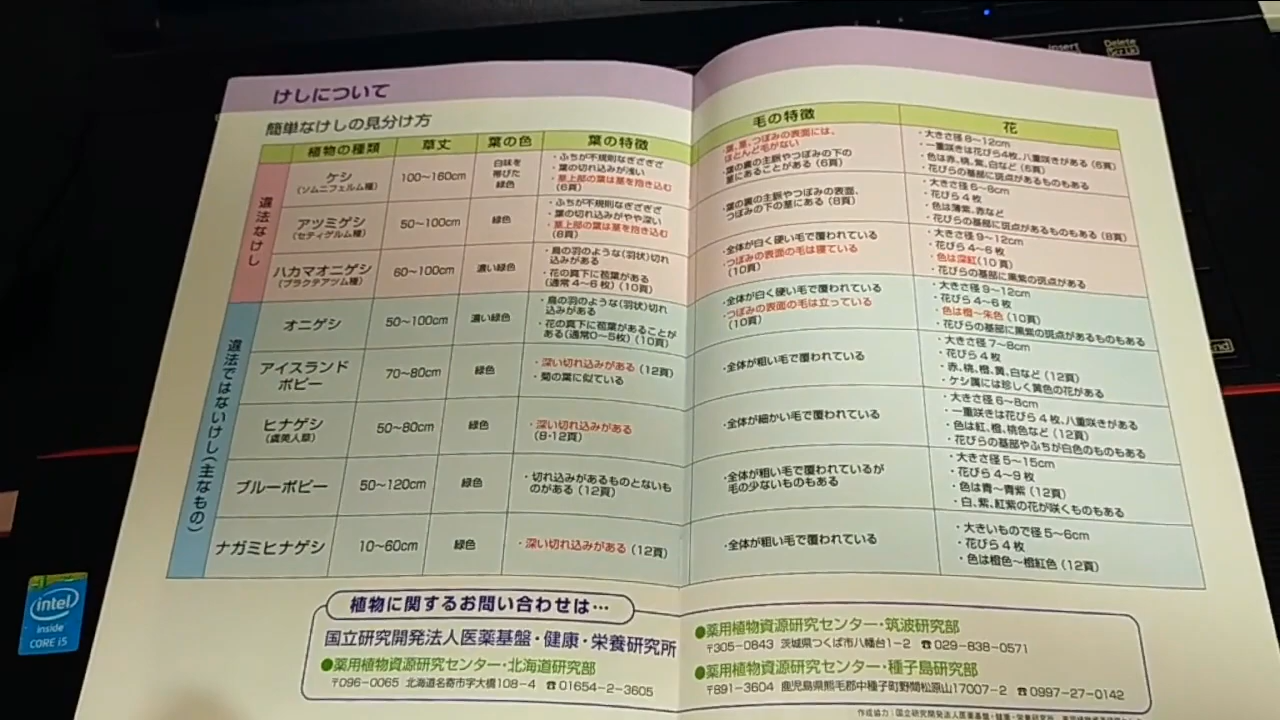 Insert
Delete
Scr Lk
けしについて
簡単なけしの見分け方
植物の種類 草丈 葉の色 葉の特徴 毛の特徴 花
違法なけし
ケシ
(ソムニフェルム種)
100〜160cm
白味を
帯びた
緑色
・ふちが不規則なぎざぎざ
・葉の切れ込みが浅い
・茎上部の葉は茎を抱き込む
(6頁)
・葉、茎、つぼみの表面には、
ほとんど毛がない
・葉の裏の主脈やつぼみの下の
茎にあることがある(6頁)
・大きさ径8〜12cm
・一重咲きは花びら4枚、八重咲きがある(6頁)
・色は赤、桃、紫、白など(6頁)
・花びらの基部に斑点があるものもある
アツミゲシ
(セティゲルム種)
50〜100cm
緑色
・ふちが不規則なぎざぎざ
・葉の切れ込みがやや深い
・茎上部の葉は茎を抱き込む
(8頁)
・葉の裏の主脈やつぼみの表面、
つぼみの下の茎にある(8頁)
・大きさ径6〜8cm
・花びら4枚
・色は薄紫、赤など
・花びらの基部に斑点があるものもある(8頁)
ハカマオニゲシ
(ブラクテアツム種)
60〜100cm
濃い緑色
・鳥の羽のような(羽状)切れ
込みがある
・花の真下に苞葉がある
(通常4〜6枚)(10頁)
・全体が白く硬い毛で覆われている
・つぼみの表面の毛は寝ている
(10頁)
・大きさ径9〜12cm
・花びら4〜6枚
・色は深紅(10頁)
・花びらの基部に黒紫の斑点がある
違法ではないけし(主なもの)
オニゲシ
50〜100cm
濃い緑色
・鳥の羽のような(羽状)切れ
込みがある
・花の真下に苞葉があることが
ある(通常0〜5枚)(10頁)
・全体が白く硬い毛で覆われている
・つぼみの表面の毛は立っている
(10頁)
・大きさ径9〜12cm
・花びら4〜6枚
・色は橙〜朱色(10頁)
・花びらの基部に黒紫の斑点があるものもある
アイスランド
ポピー
70〜80cm
緑色
・深い切れ込みがある(12頁)
・菊の葉に似ている
・全体が粗い毛で覆われている
・大きさ径7〜8cm
・花びら4枚
・赤、桃、橙、黄、白など(12頁)
・ケシ属には珍しく黄色の花がある
ヒナゲシ
(虞美人草)
50〜80cm
緑色
・深い切れ込みがある
(8・12頁)
・全体が細かい毛で覆われている
・大きさ径6〜8cm
・一重咲きは花びら4枚、八重咲きがある
・色は紅、橙、桃色など(12頁)
・花びらの基部やふちが白色のものもある
ブルーポピー
50〜120cm
緑色
・切れ込みがあるものとないも
のがある(12頁)
・全体が粗い毛で覆われているが
毛の少ないものもある
・大きさ径5〜15cm
・花びら4〜9枚
・色は青〜青紫(12頁)
・白、紫、紅紫の花が咲くものもある
ナガミヒナゲシ
10〜60cm
緑色
・深い切れ込みがある(12頁)
・全体が粗い毛で覆われている
・大きいもので径5〜6cm
・花びら4枚
・色は橙色〜橙紅色(12頁)
植物に関するお問い合わせは…
国立研究開発法人医薬基盤・健康・栄養研究所
●薬用植物資源研究センター・北海道研究部
〒096-0065 北海道名寄市字大橋108-4 ☎01654-2-3605
●薬用植物資源研究センター・筑波研究部
〒305-0843 茨城県つくば市八幡台1-2 ☎029-838-0571
●薬用植物資源研究センター・種子島研究部
〒891-3604 鹿児島県熊毛郡中種子町野間松原山17007-2 ☎0997-27-0142
作成協力:国立研究開発法人医薬基盤・健康・栄養研究所
intel
inside
CORE i5